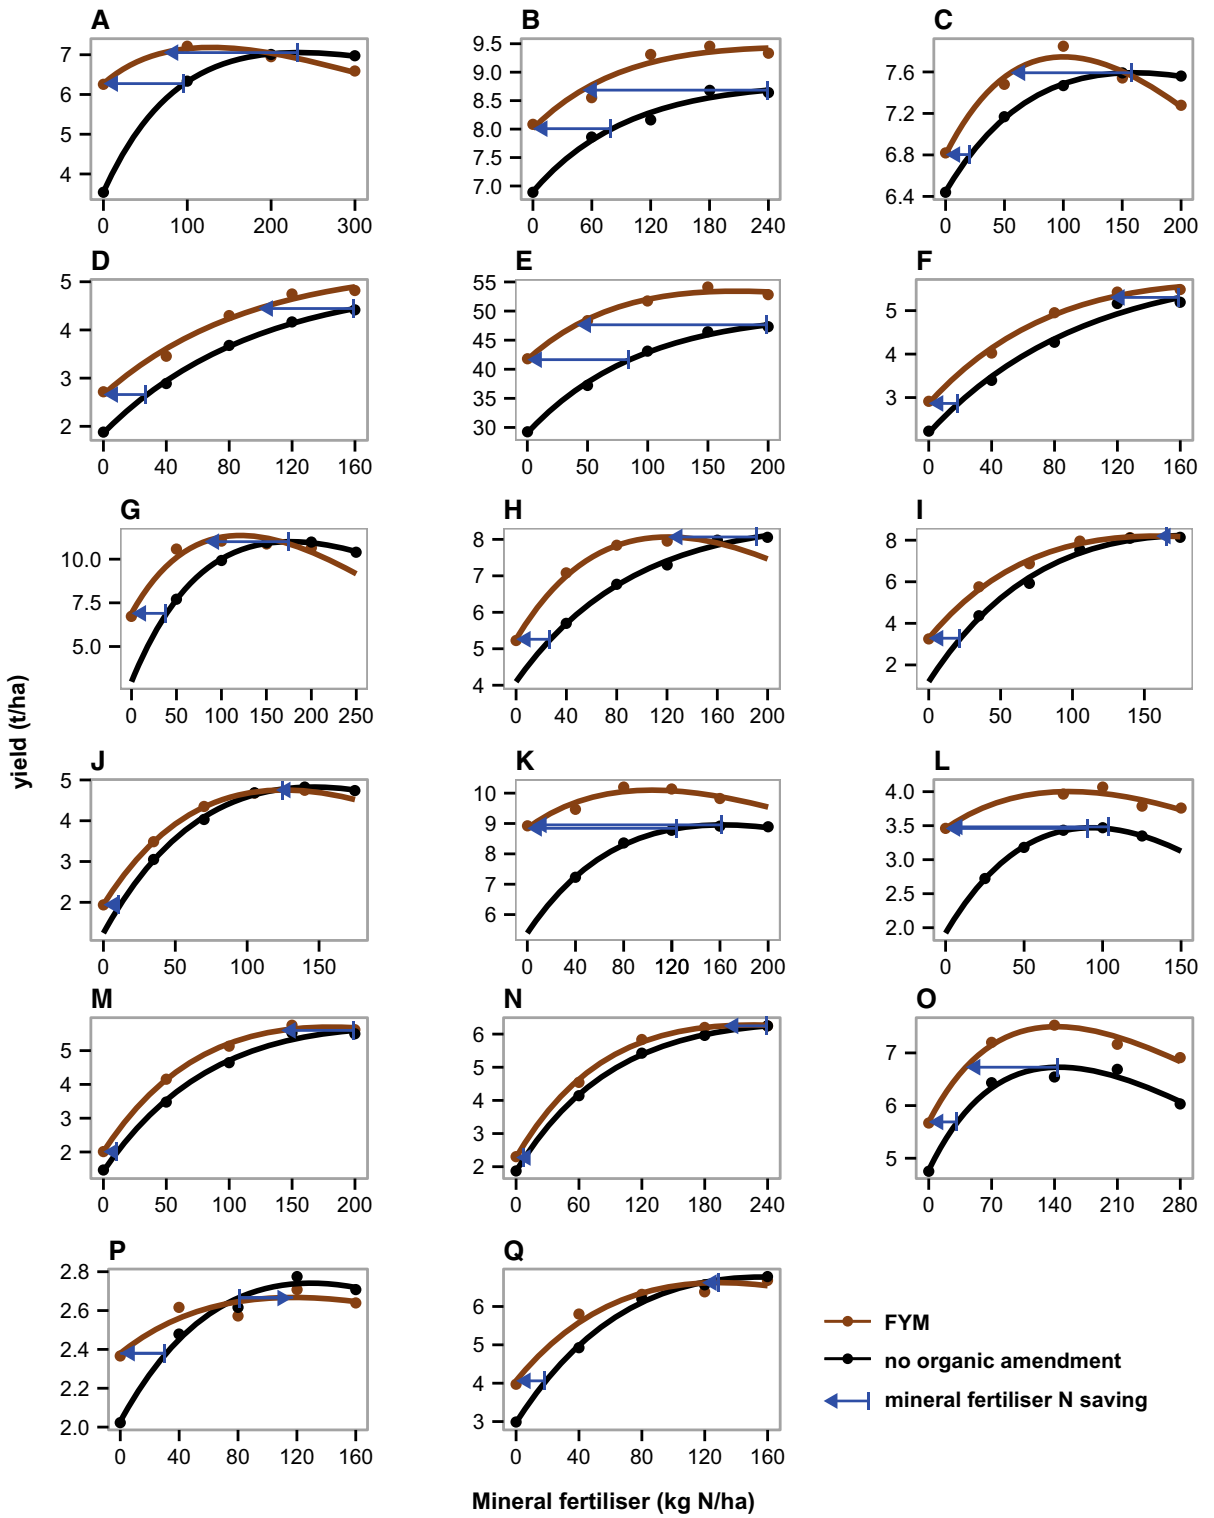 A
B
C
7
6
5
4
0 100 200 300
9.5
9.0
8.5
8.0
7.5
7.0
0 60 120 180 240
7.6
7.2
6.8
6.4
0 50 100 150 200
D
E
F
5
4
3
2
0 40 80 120 160
55
50
45
40
35
30
0 50 100 150 200
5
4
3
0 40 80 120 160
G
H
I
10.0
7.5
5.0
0 50 100 150 200 250
8
7
6
5
4
0 40 80 120 160 200
8
6
4
2
0 50 100 150
yield (t/ha)
J
K
L
5
4
3
2
0 50 100 150
10
9
8
7
6
0 40 80 120 160 200
4.0
3.5
3.0
2.5
2.0
0 50 100 150
M
N
O
5
4
3
2
0 50 100 150 200
6
5
4
3
2
0 60 120 180 240
7
6
5
0 70 140 210 280
P
Q
2.8
2.6
2.4
2.2
2.0
0 40 80 120 160
6
5
4
3
0 40 80 120 160
FYM
no organic amendment
mineral fertiliser N saving
Mineral fertiliser (kg N/ha)